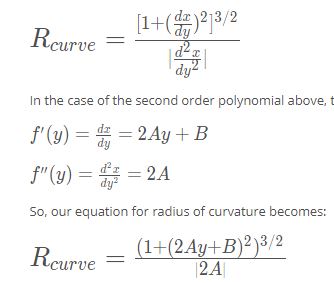 R_{curve} = \frac{[1+(\frac{dx}{dy})^2]^{3/2}}{|\frac{d^2x}{dy^2}|}
In the case of the second order polynomial above, t
f'(y) = \frac{dx}{dy} = 2Ay + B
f''(y) = \frac{d^2x}{dy^2} = 2A
So, our equation for radius of curvature becomes:
R_{curve} = \frac{(1+(2Ay+B)^2)^{3/2}}{|2A|}